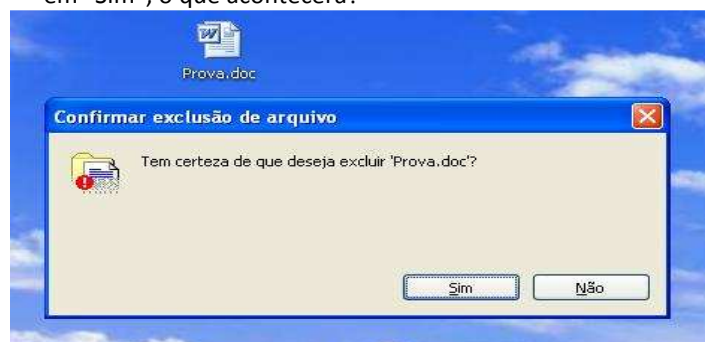 em "Sim", o que acontecerá?
Prova.doc
Confirmar exclusão de arquivo
Tem certeza de que deseja excluir 'Prova.doc'?
Sim
Não